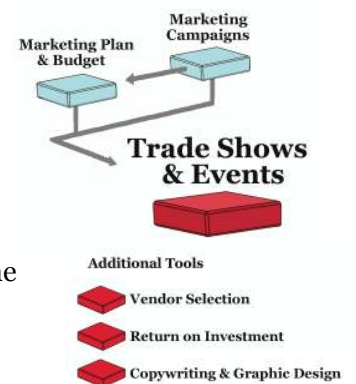 Marketing
Campaigns
Marketing Plan
& Budget
Trade Shows
& Events
Additional Tools
Vendor Selection
Return on Investment
Copywriting & Graphic Design